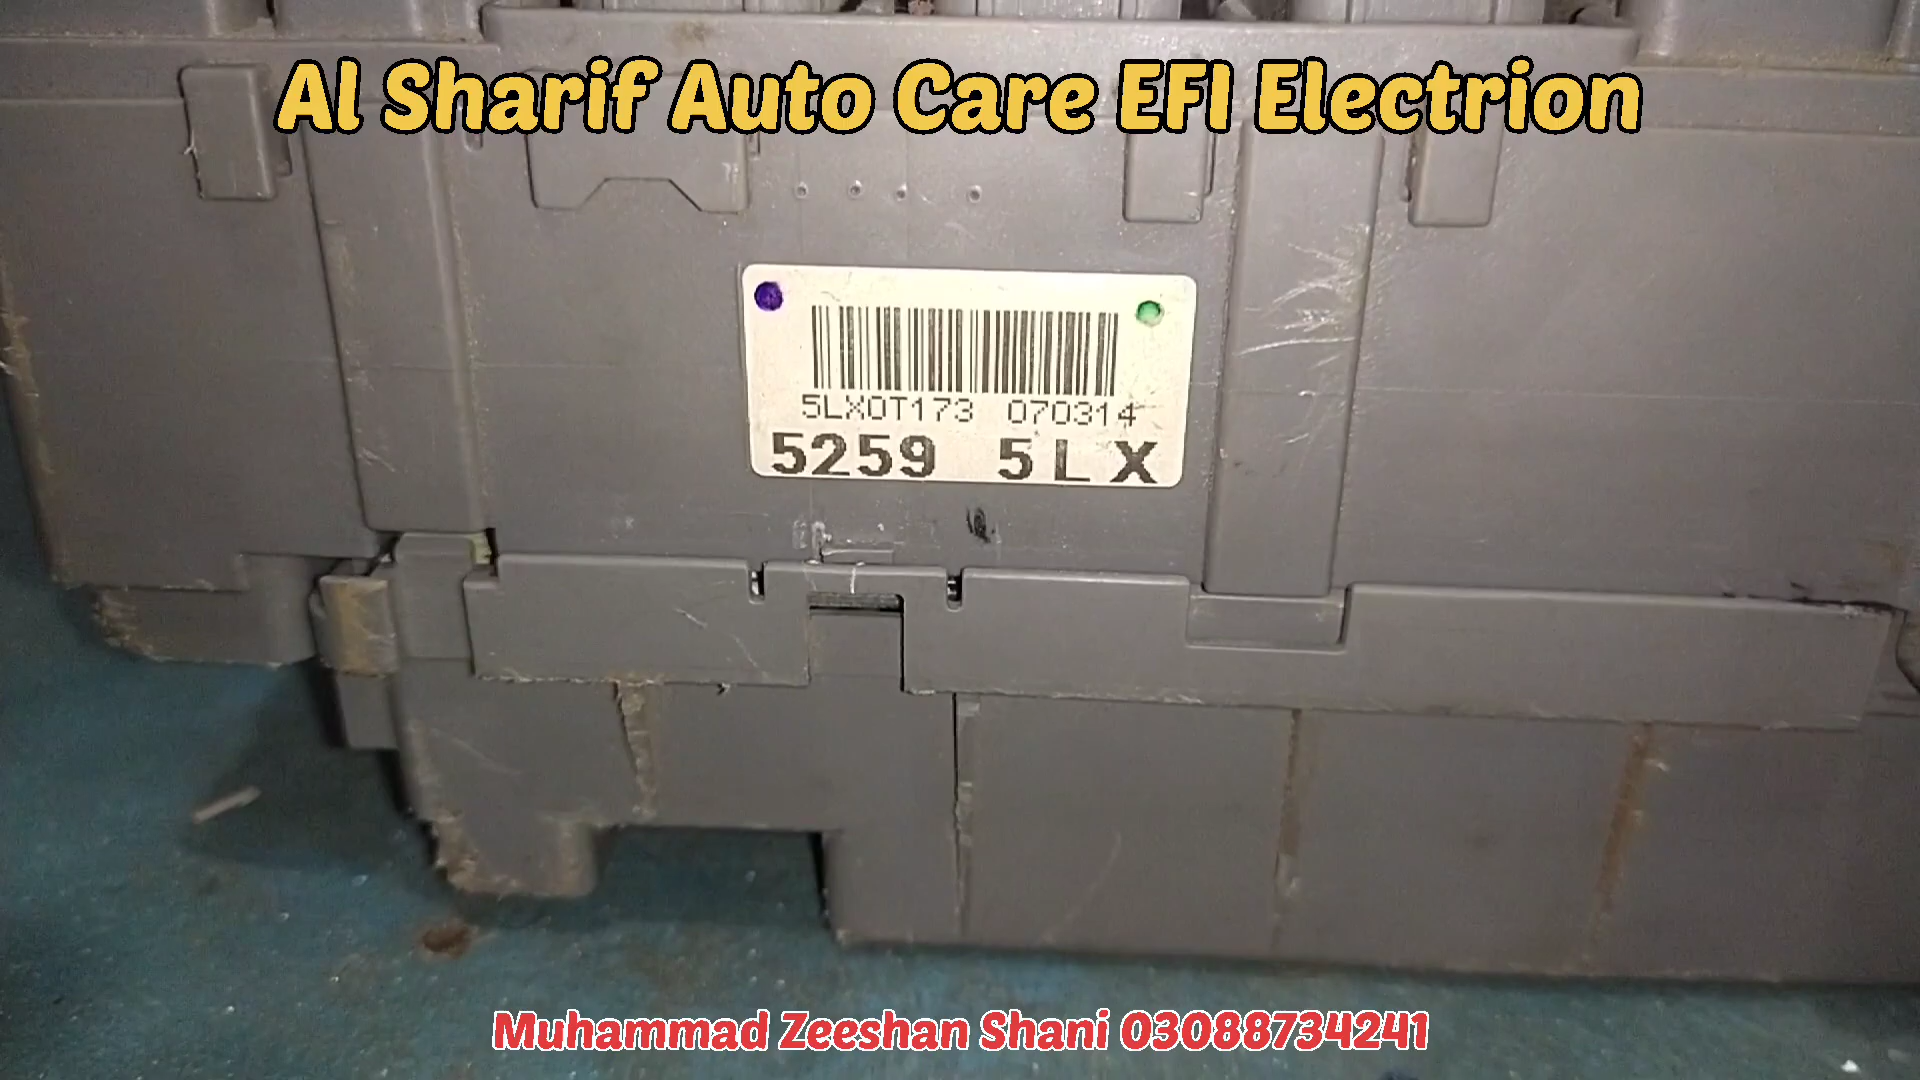 Al Sharif Auto Care EFI Electrion
5LX0T173 070314
5259 5LX
Muhammad Zeeshan Shani 03088734241